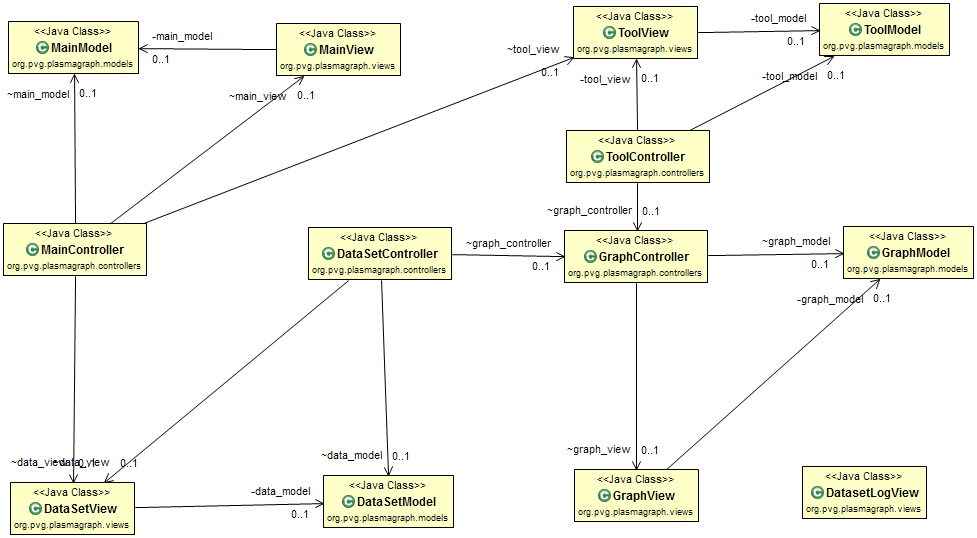 <<Java Class>>
MainModel
org.pvg.plasmagraph.models
-main_model
0..1
<<Java Class>>
MainView
org.pvg.plasmagraph.views
<<Java Class>>
ToolView
org.pvg.plasmagraph.views
-tool_model
0..1
<<Java Class>>
ToolModel
org.pvg.plasmagraph.models
~tool_view
0..1
-tool_view
0..1
-tool_model
0..1
~main_model
0..1
~main_view
0..1
<<Java Class>>
ToolController
org.pvg.plasmagraph.controllers
~graph_controller
0..1
<<Java Class>>
MainController
org.pvg.plasmagraph.controllers
<<Java Class>>
DataSetController
org.pvg.plasmagraph.controllers
~graph_controller
0..1
<<Java Class>>
GraphController
org.pvg.plasmagraph.controllers
~graph_model
0..1
<<Java Class>>
GraphModel
org.pvg.plasmagraph.models
-graph_model
0..1
~data_view
0..1
~data_view
0..1
~data_model
0..1
~graph_view
0..1
<<Java Class>>
DataSetView
org.pvg.plasmagraph.views
-data_model
0..1
<<Java Class>>
DataSetModel
org.pvg.plasmagraph.models
<<Java Class>>
GraphView
org.pvg.plasmagraph.views
<<Java Class>>
DatasetLogView
org.pvg.plasmagraph.views